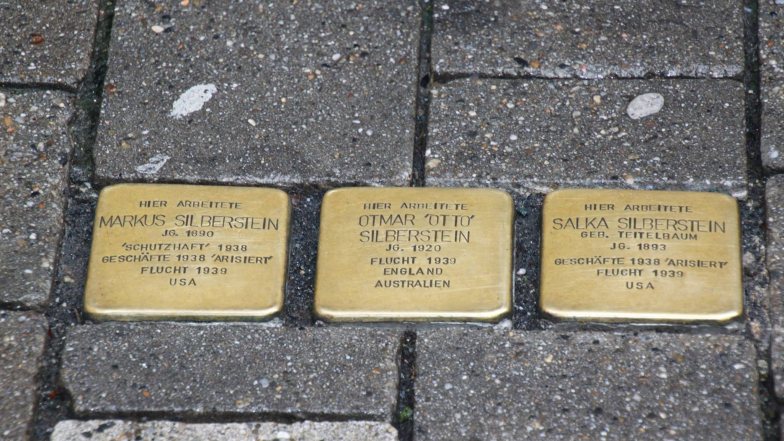 HIER ARBEITETE
MARKUS SILBERSTEIN
JG. 1890
'SCHUTZHAFT' 1938
GESCHÄFTE 1938 'ARISIERT'
FLUCHT 1939
USA
HIER ARBEITETE
OTMAR 'OTTO'
SILBERSTEIN
JG. 1920
FLUCHT 1939
ENGLAND
AUSTRALIEN
HIER ARBEITETE
SALKA SILBERSTEIN
GEB. TEITELBAUM
JG. 1893
GESCHÄFTE 1938 'ARISIERT'
FLUCHT 1939
USA